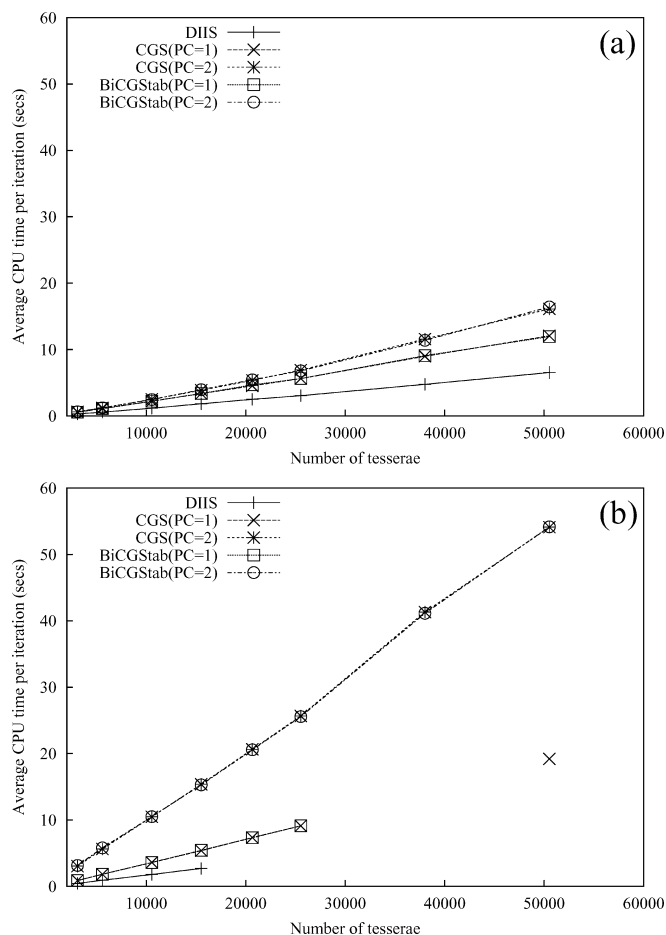 60
50
40
30
20
10
0
Average CPU time per iteration (secs)
DIIS
CGS(PC=1)
CGS(PC=2)
BiCGStab(PC=1)
BiCGStab(PC=2)
(a)
10000 20000 30000 40000 50000 60000
Number of tesserae
60
50
40
30
20
10
0
Average CPU time per iteration (secs)
DIIS
CGS(PC=1)
CGS(PC=2)
BiCGStab(PC=1)
BiCGStab(PC=2)
(b)
10000 20000 30000 40000 50000 60000
Number of tesserae